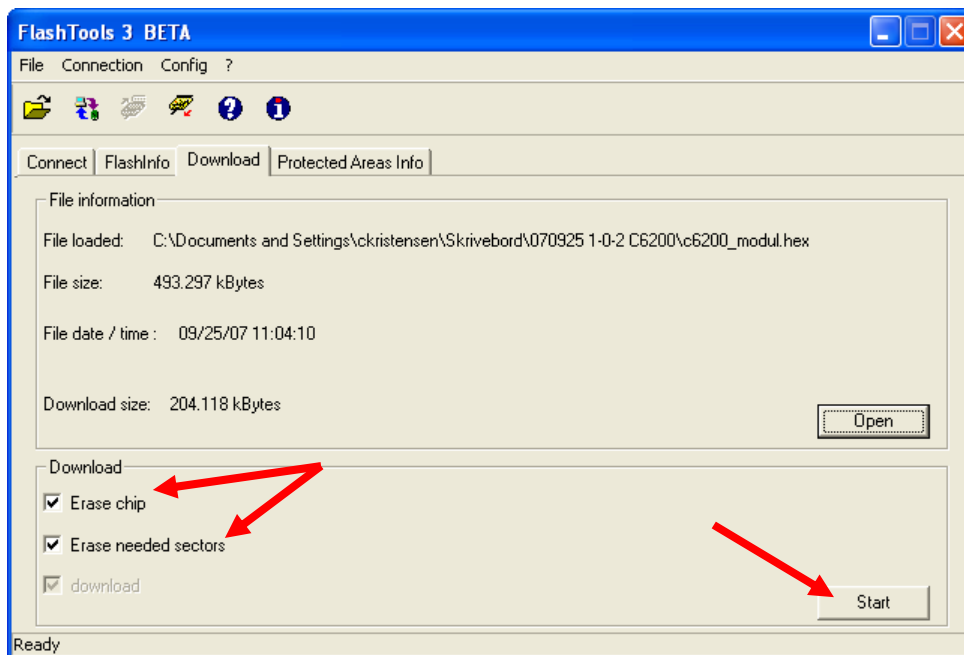 FlashTools 3 BETA
File Connection Config ?
Connect FlashInfo Download Protected Areas Info
File information
File loaded: C:\Documents and Settings\ckristensen\Skrivebord\070925 1-0-2 C6200\c6200_modul.hex
File size: 493.297 kBytes
File date / time : 09/25/07 11:04:10
Download size: 204.118 kBytes
Open
Download
Erase chip
Erase needed sectors
download
Start
Ready